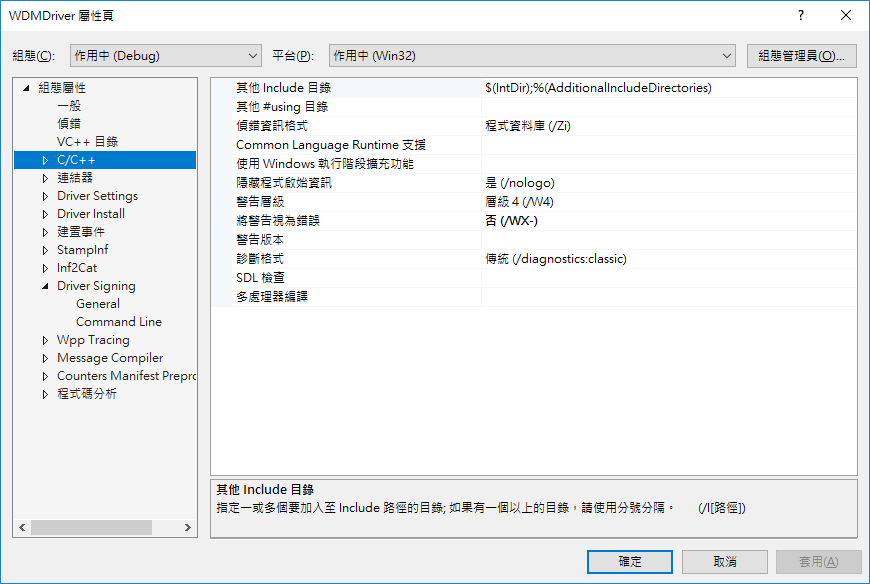 WDMDriver 屬性頁
組態(C): 作用中 (Debug) 平台(P): 作用中 (Win32) 組態管理員(O)...
組態屬性
一般
偵錯
VC++ 目錄
C/C++
連結器
Driver Settings
Driver Install
建置事件
StampInf
Inf2Cat
Driver Signing
General
Command Line
Wpp Tracing
Message Compiler
Counters Manifest Prepro
程式碼分析
其他 Include 目錄 $(IntDir);%(AdditionalIncludeDirectories)
其他 #using 目錄
偵錯資訊格式 程式資料庫 (/Zi)
Common Language Runtime 支援
使用 Windows 執行階段擴充功能
隱藏程式啟始資訊 是 (/nologo)
警告層級 層級 4 (/W4)
將警告視為錯誤 否 (/WX-)
警告版本
診斷格式 傳統 (/diagnostics:classic)
SDL 檢查
多處理器編譯
其他 Include 目錄
指定一或多個要加入至 Include 路徑的目錄; 如果有一個以上的目錄，請使用分號分隔。 (/I[路徑])
確定 取消 套用(A)